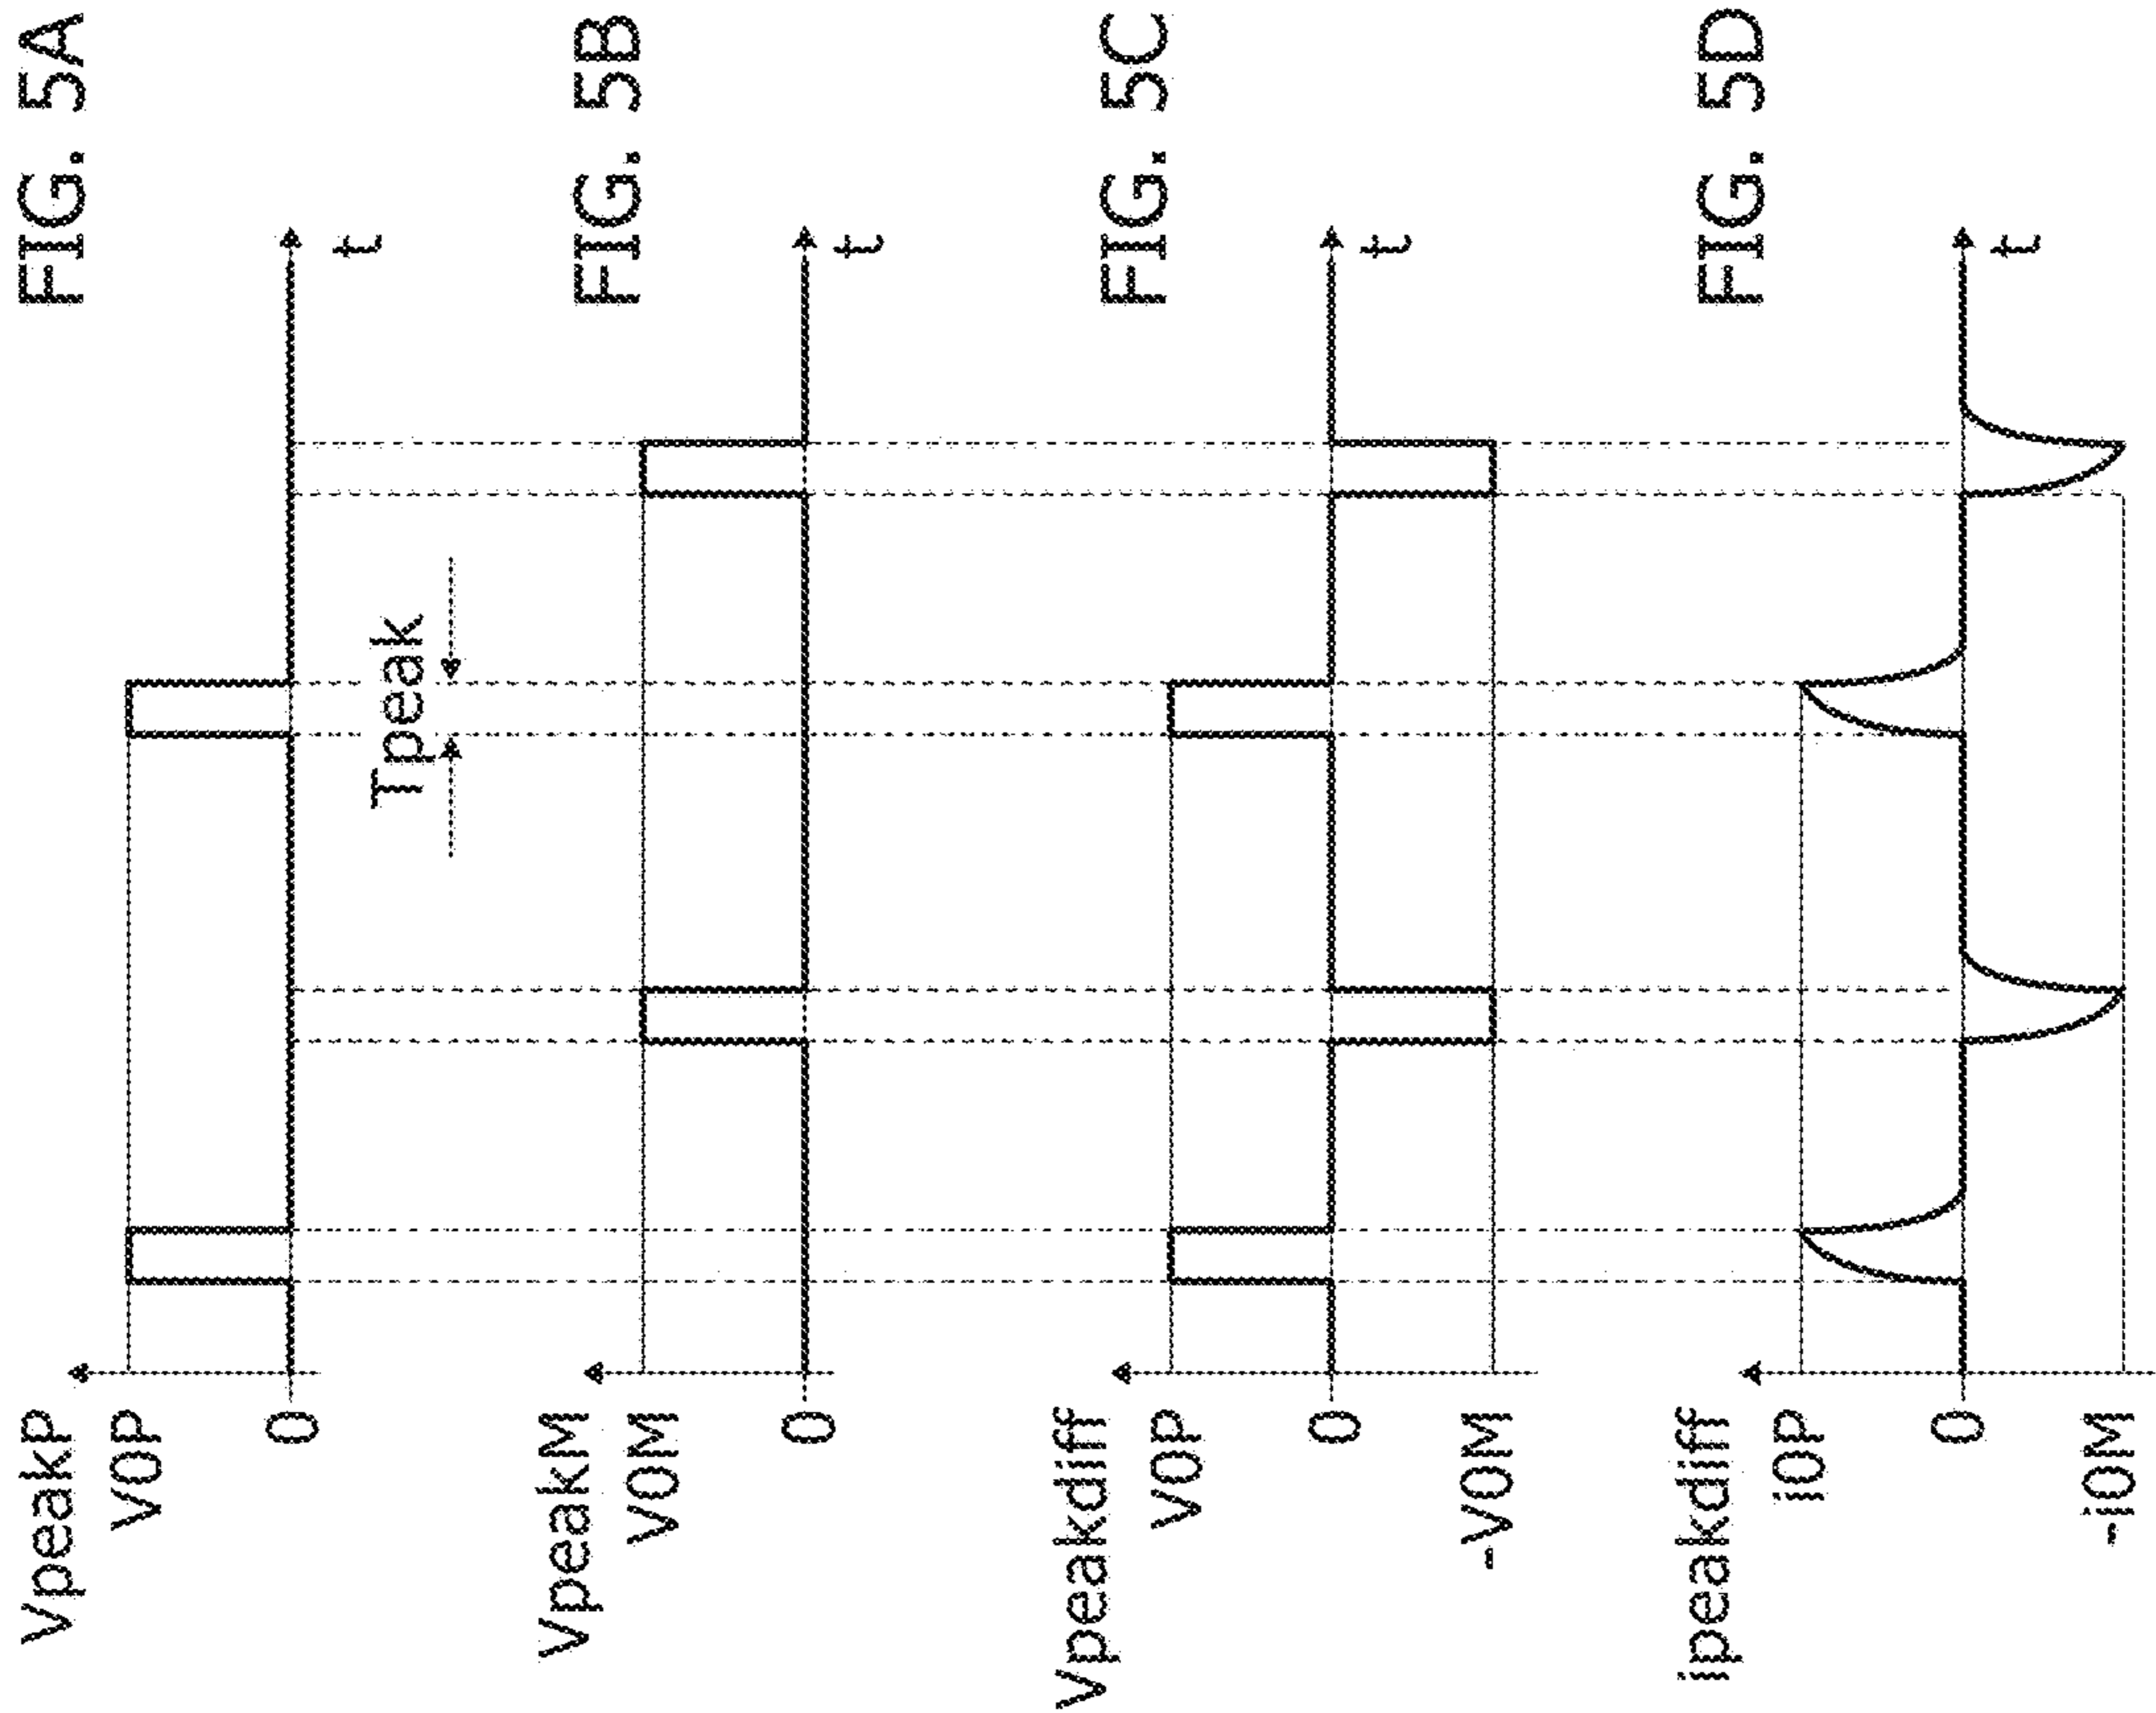 FIG. 5A
VpeakP
V0P
0
t
Tpeak
FIG. 5B
VpeakM
V0M
0
t
FIG. 5C
Vpeakdiff
V0P
0
-V0M
t
FIG. 5D
ipeakdiff
i0P
0
-i0M
t